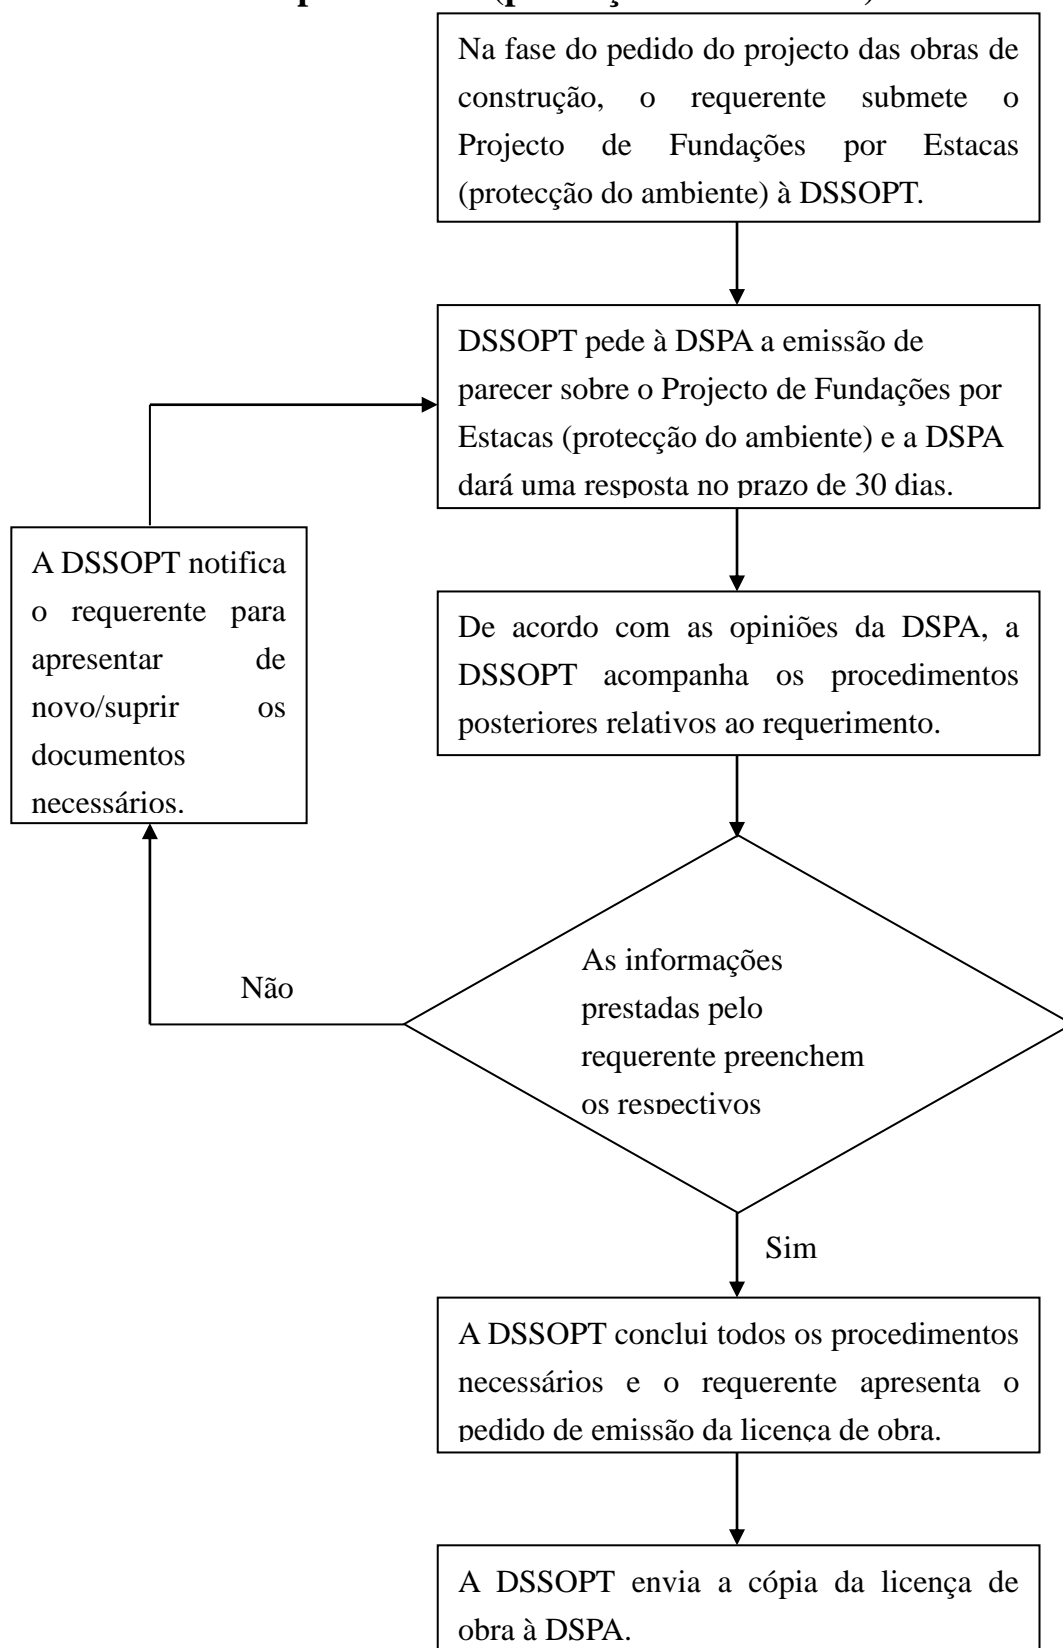 Na fase do pedido do projecto das obras de
construção, o requerente submete o
Projecto de Fundações por Estacas
(protecção do ambiente) à DSSOPT.
DSSOPT pede à DSPA a emissão de
parecer sobre o Projecto de Fundações por
Estacas (protecção do ambiente) e a DSPA
dará uma resposta no prazo de 30 dias.
A DSSOPT notifica
o requerente para
apresentar de
novo/suprir os
documentos
necessários.
De acordo com as opiniões da DSPA, a
DSSOPT acompanha os procedimentos
posteriores relativos ao requerimento.
As informações
prestadas pelo
requerente preenchem
os respectivos
Não
Sim
A DSSOPT conclui todos os procedimentos
necessários e o requerente apresenta o
pedido de emissão da licença de obra.
A DSSOPT envia a cópia da licença de
obra à DSPA.